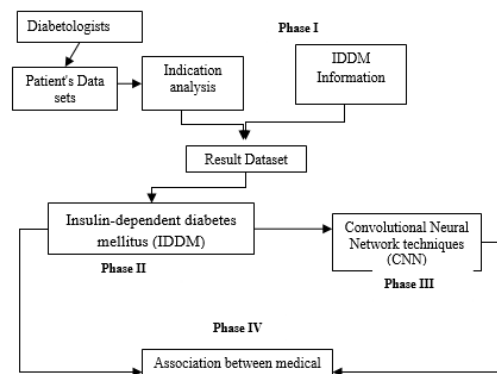 Diabetologists
Phase I
Patient's Data
sets
Indication
analysis
IDDM
Information
Result Dataset
Insulin-dependent diabetes
mellitus (IDDM)
Phase II
Convolutional Neural
Network techniques
(CNN)
Phase III
Phase IV
Association between medical